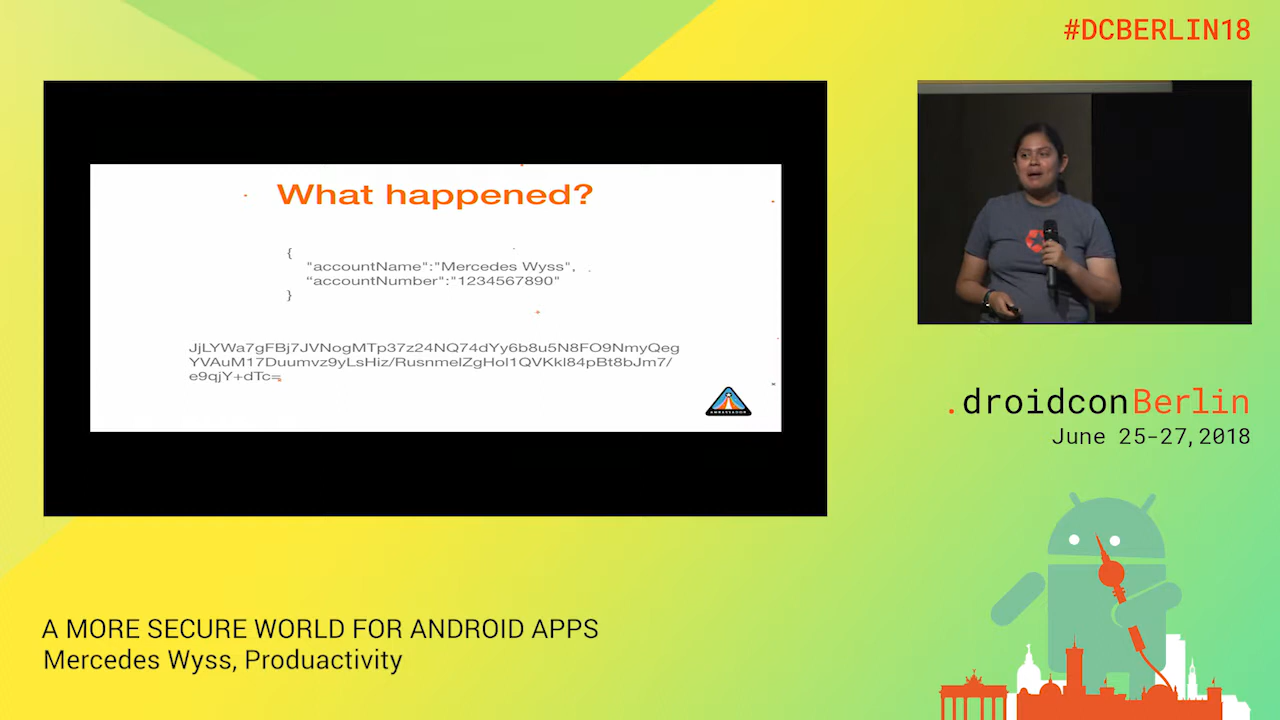 #DCBERLIN18
What happened?
{
"accountName":"Mercedes Wyss",
"accountNumber":"1234567890"
}
JjLYWa7gFBj7JVNogMTp37z24NQ74dYy6b8u5N8FO9NmyQeg
YVAuM17Duumvz9yLsHiz/RusnmelZgHol1QVKkl84pBt8bJm7/
e9qjY+dTc=
AMBASSADOR
.droidconBerlin
June 25-27,2018
A MORE SECURE WORLD FOR ANDROID APPS
Mercedes Wyss, Produactivity